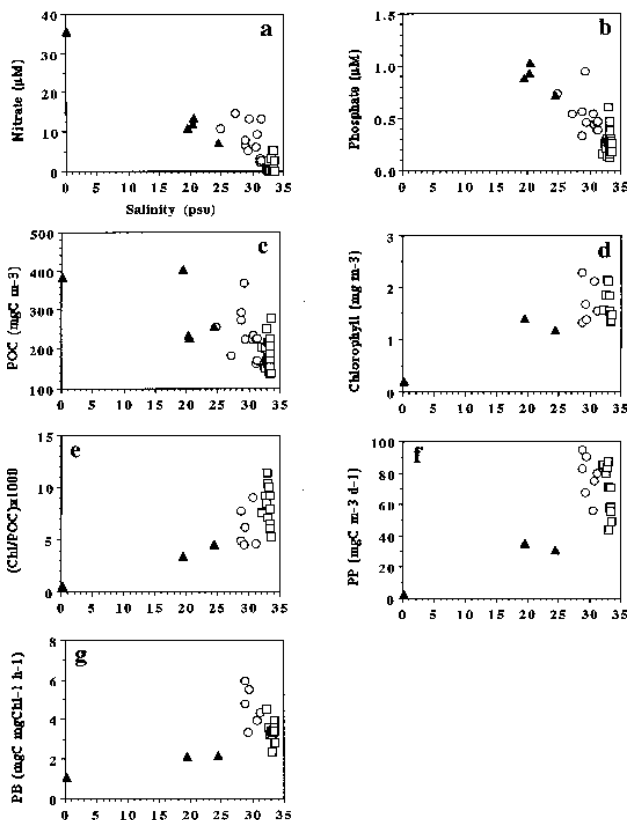 a
Nitrate (µM)
40
30
20
10
0
0 5 10 15 20 25 30 35
Salinity (psu)
b
Phosphate (µM)
1.5
1.0
0.5
0.0
0 5 10 15 20 25 30 35
c
POC (mgC m-3)
500
400
300
200
100
0 5 10 15 20 25 30 35
d
Chlorophyll (mg m-3)
3
2
1
0
0 5 10 15 20 25 30 35
e
(Chl/POC)x1000
15
10
5
0
0 5 10 15 20 25 30 35
f
PP (mgC m-3 d-1)
100
80
60
40
20
0
0 5 10 15 20 25 30 35
g
PB (mgC mgChl-1 h-1)
8
6
4
2
0
0 5 10 15 20 25 30 35